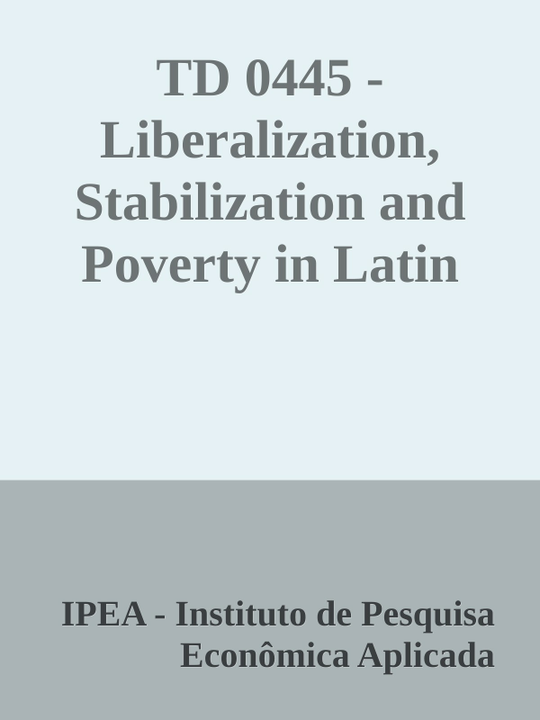 TD 0445 -
Liberalization,
Stabilization and
Poverty in Latin
IPEA - Instituto de Pesquisa
Econômica Aplicada